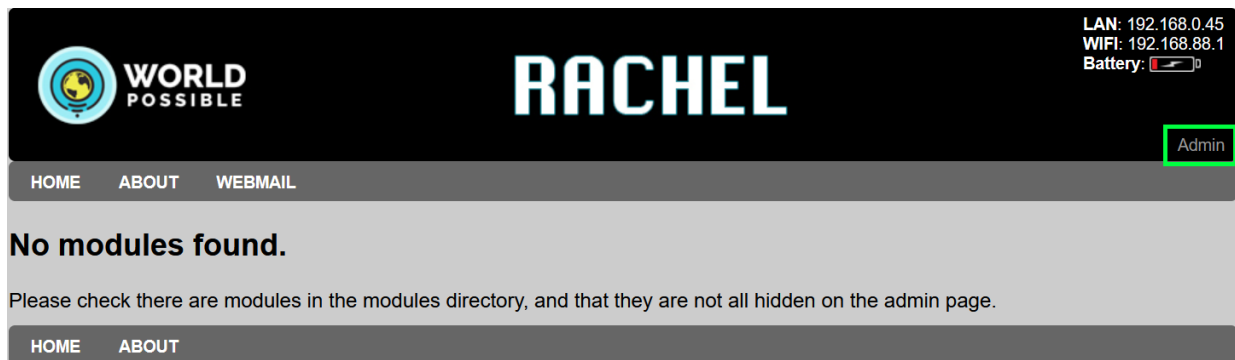 WORLD
POSSIBLE
RACHEL
LAN: 192.168.0.45
WIFI: 192.168.88.1
Battery:
Admin
HOME ABOUT WEBMAIL
No modules found.
Please check there are modules in the modules directory, and that they are not all hidden on the admin page.
HOME ABOUT